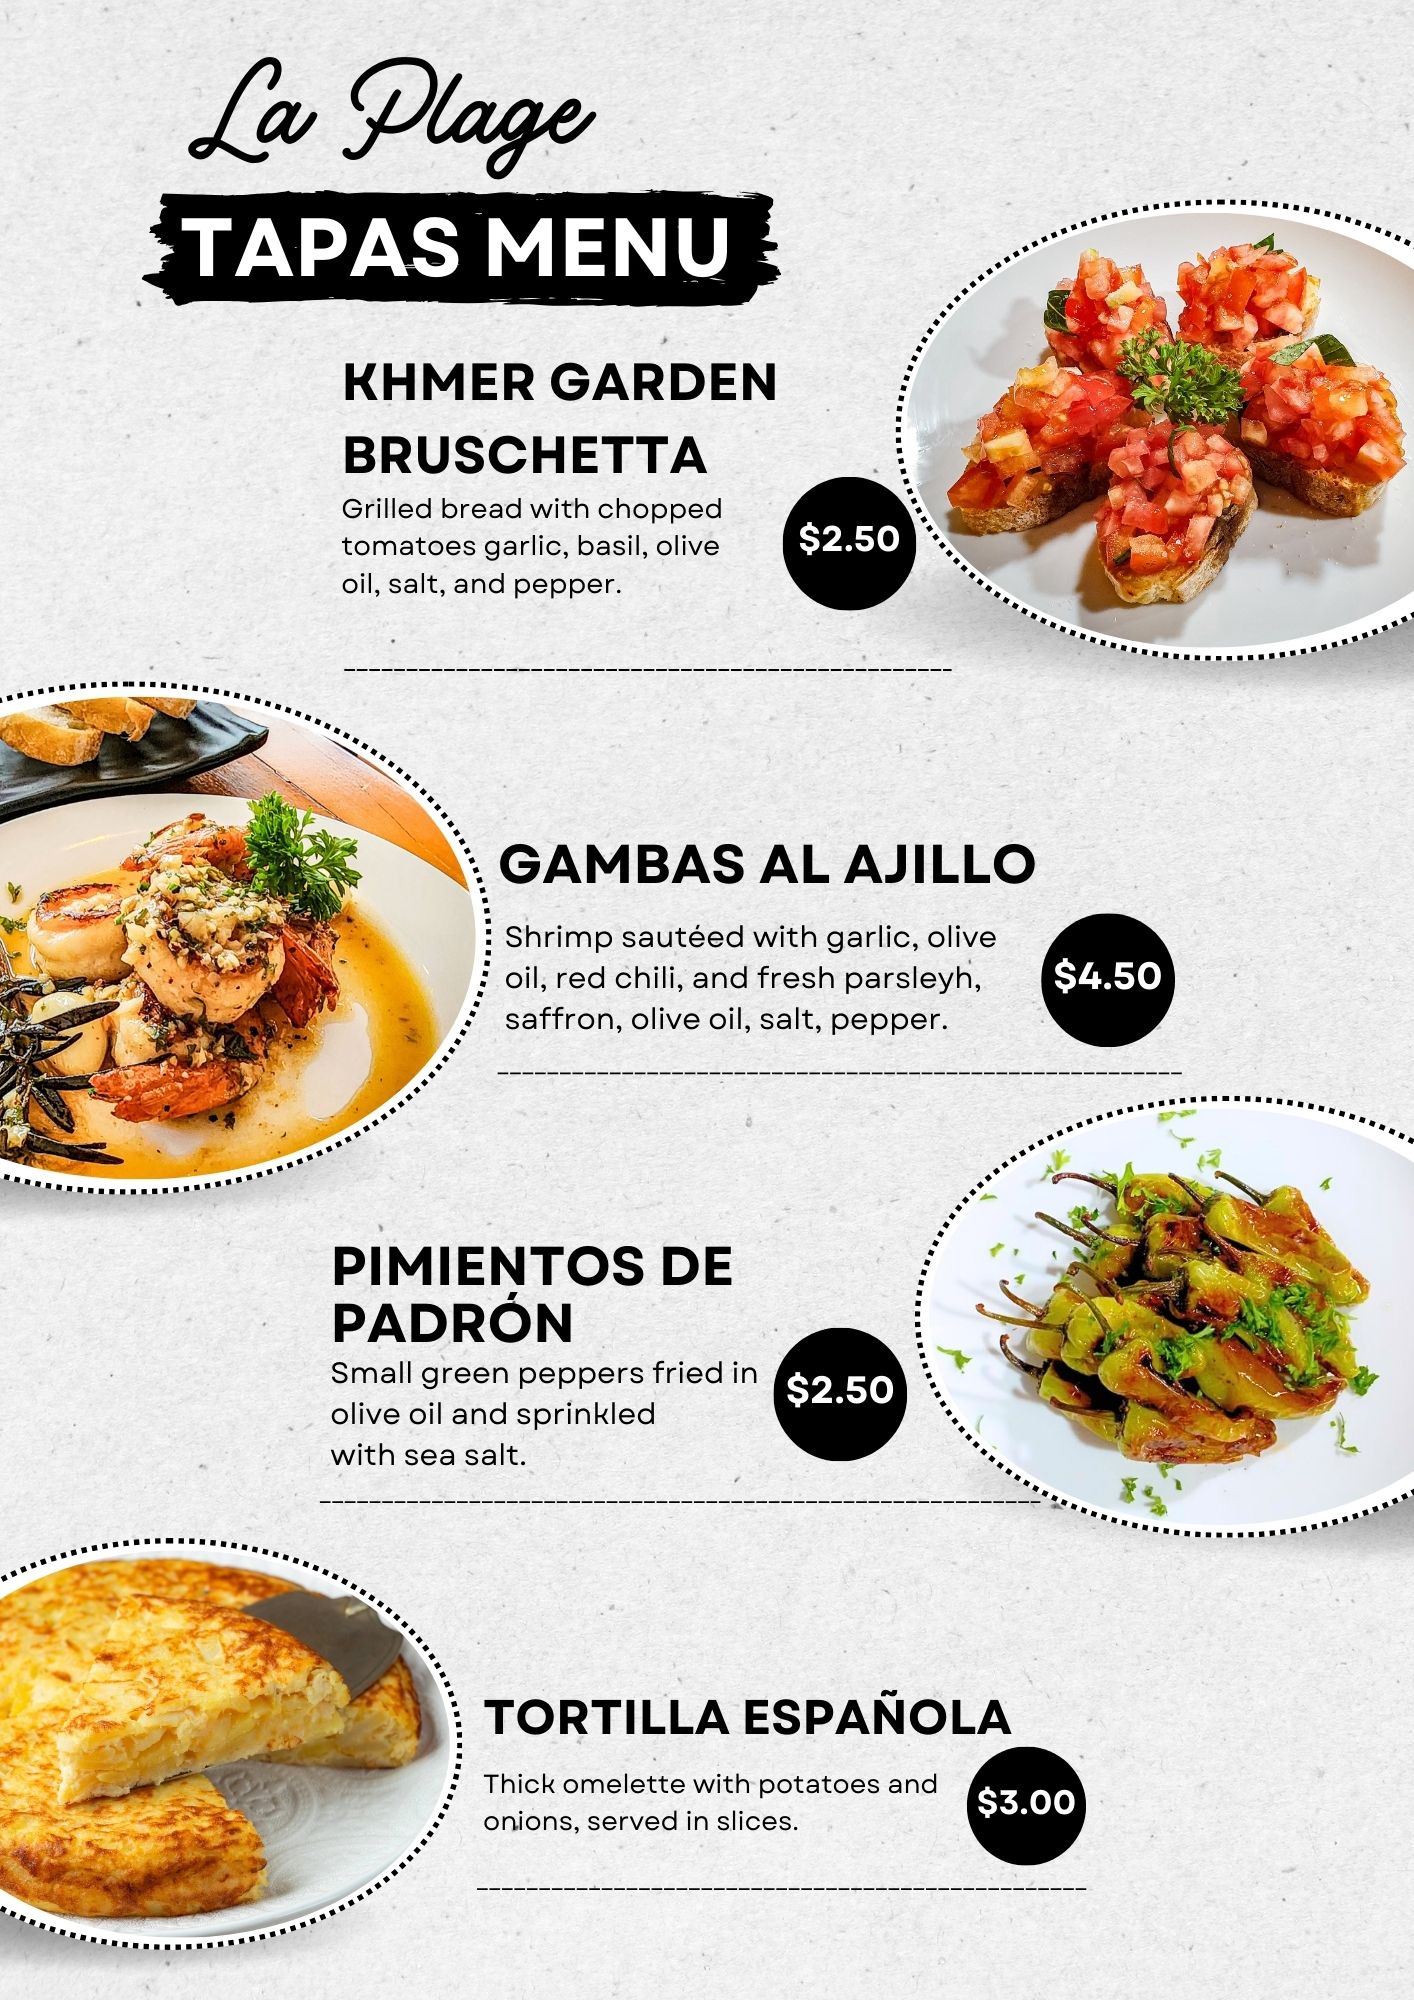 La Plage
TAPAS MENU
KHMER GARDEN
BRUSCHETTA
Grilled bread with chopped
tomatoes garlic, basil, olive
oil, salt, and pepper.
$2.50
GAMBAS AL AJILLO
Shrimp sautéed with garlic, olive
oil, red chili, and fresh parsleyh,
saffron, olive oil, salt, pepper.
$4.50
PIMIENTOS DE
PADRÓN
Small green peppers fried in
olive oil and sprinkled
with sea salt.
$2.50
TORTILLA ESPAÑOLA
Thick omelette with potatoes and
onions, served in slices.
$3.00